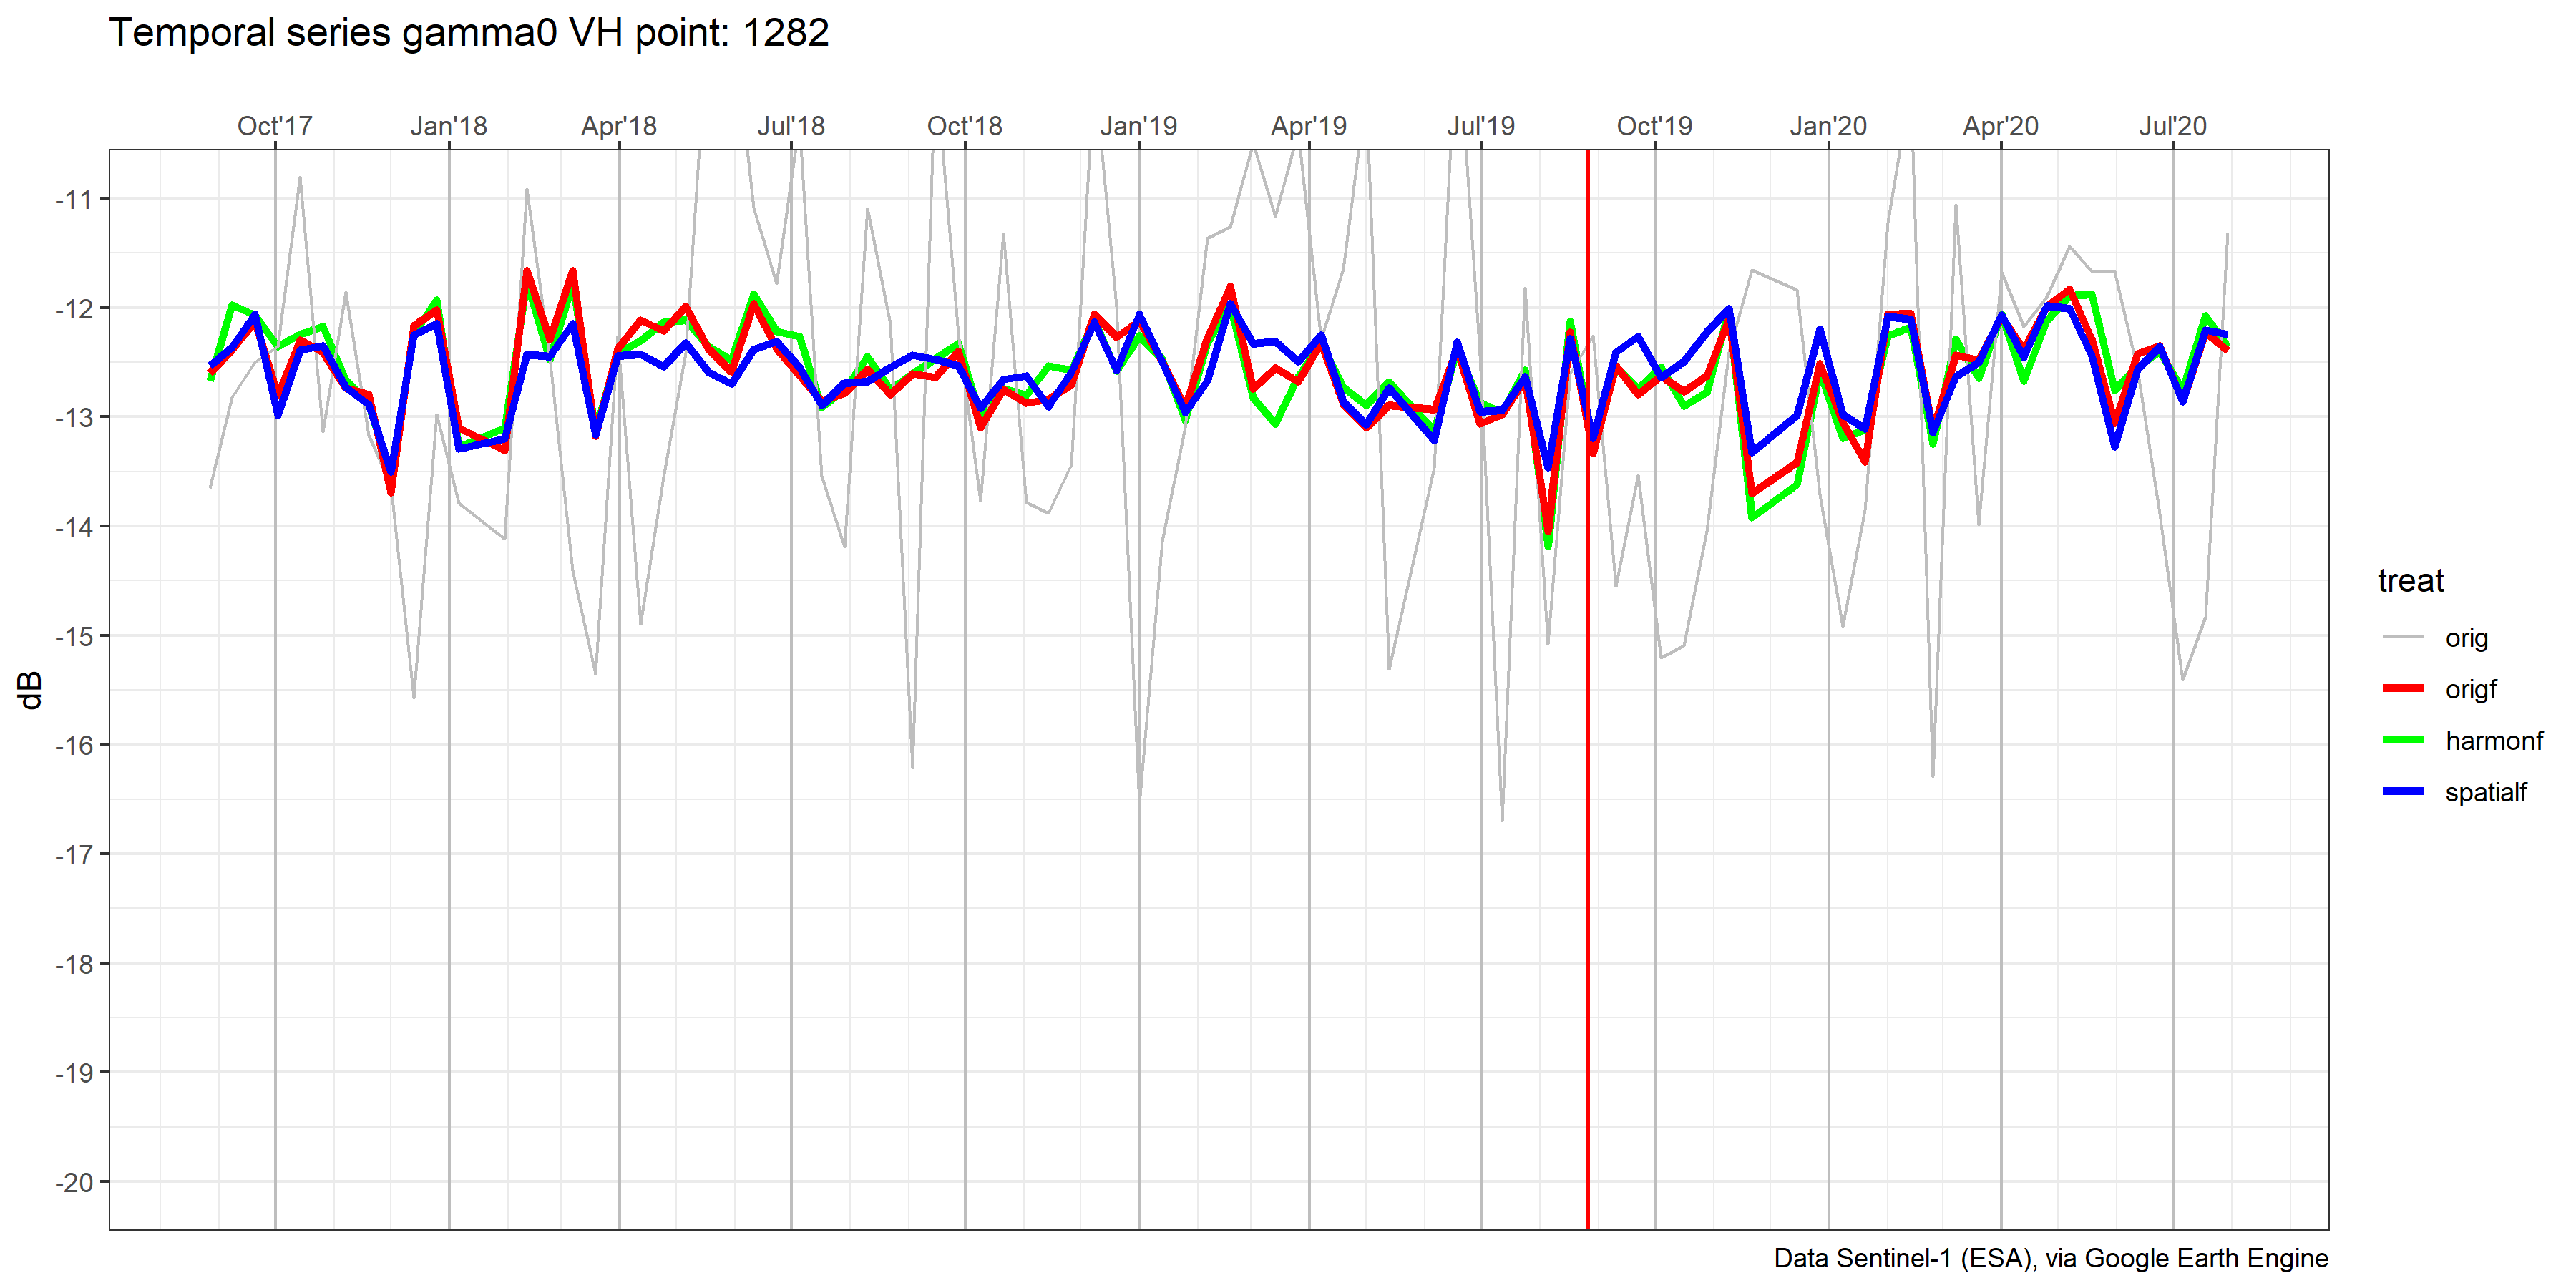 Temporal series gamma0 VH point: 1282
Oct'17 Jan'18 Apr'18 Jul'18 Oct'18 Jan'19 Apr'19 Jul'19 Oct'19 Jan'20 Apr'20 Jul'20
-11
-12
-13
-14
-15
-16
-17
-18
-19
-20
dB
treat
orig
origf
harmonf
spatialf
Data Sentinel-1 (ESA), via Google Earth Engine